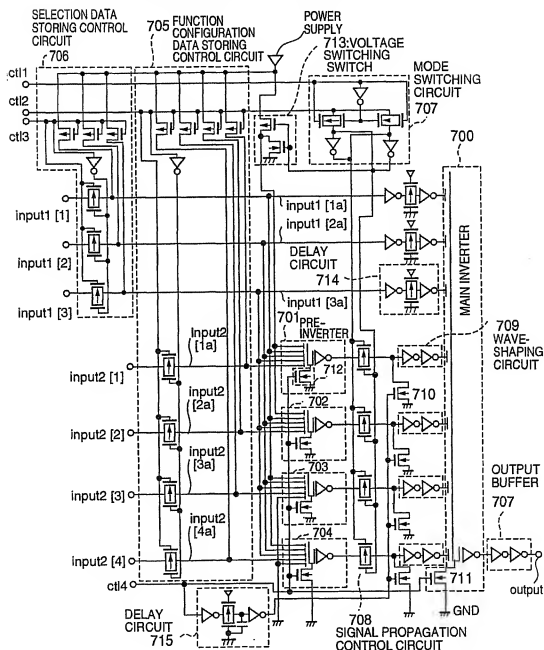 SELECTION DATA
STORING CONTROL
CIRCUIT
706
705 FUNCTION
CONFIGURATION
DATA STORING
CONTROL CIRCUIT
POWER
SUPPLY
713:VOLTAGE
SWITCHING
SWITCH
MODE
SWITCHING
CIRCUIT
707
ctl1
ctl2
ctl3
700
input1 [1]
input1 [1a]
input1 [2]
input1 [2a]
DELAY
CIRCUIT
714
MAIN INVERTER
input1 [3]
input1 [3a]
701
PRE-
INVERTER
712
709
WAVE-
SHAPING
CIRCUIT
input2
[1a]
input2 [1]
710
702
input2
[2a]
input2 [2]
input2
[3a]
703
OUTPUT
BUFFER
707
input2 [3]
input2
[4a]
704
input2 [4]
711
output
ctl4
GND
DELAY
CIRCUIT
715
708
SIGNAL PROPAGATION
CONTROL CIRCUIT